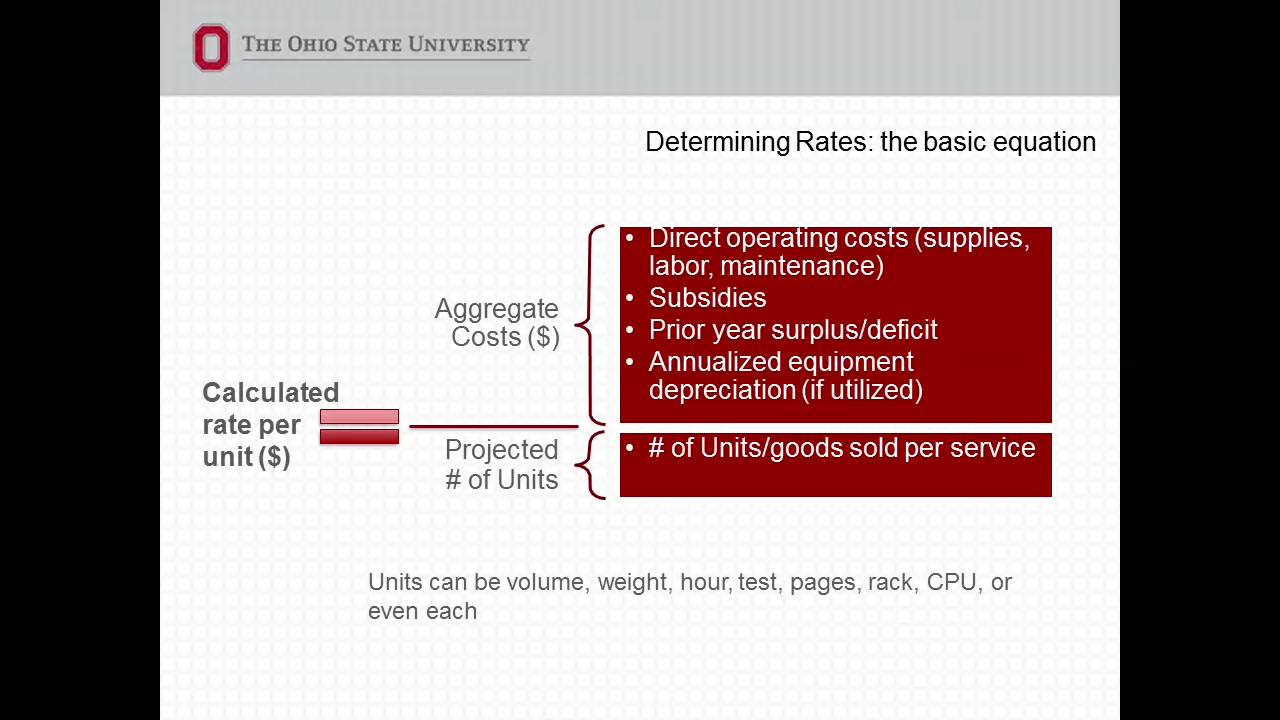 THE OHIO STATE UNIVERSITY
Determining Rates: the basic equation
Calculated
rate per
unit ($)
Aggregate
Costs ($)
• Direct operating costs (supplies,
labor, maintenance)
• Subsidies
• Prior year surplus/deficit
• Annualized equipment
depreciation (if utilized)
Projected
# of Units
• # of Units/goods sold per service
Units can be volume, weight, hour, test, pages, rack, CPU, or
even each